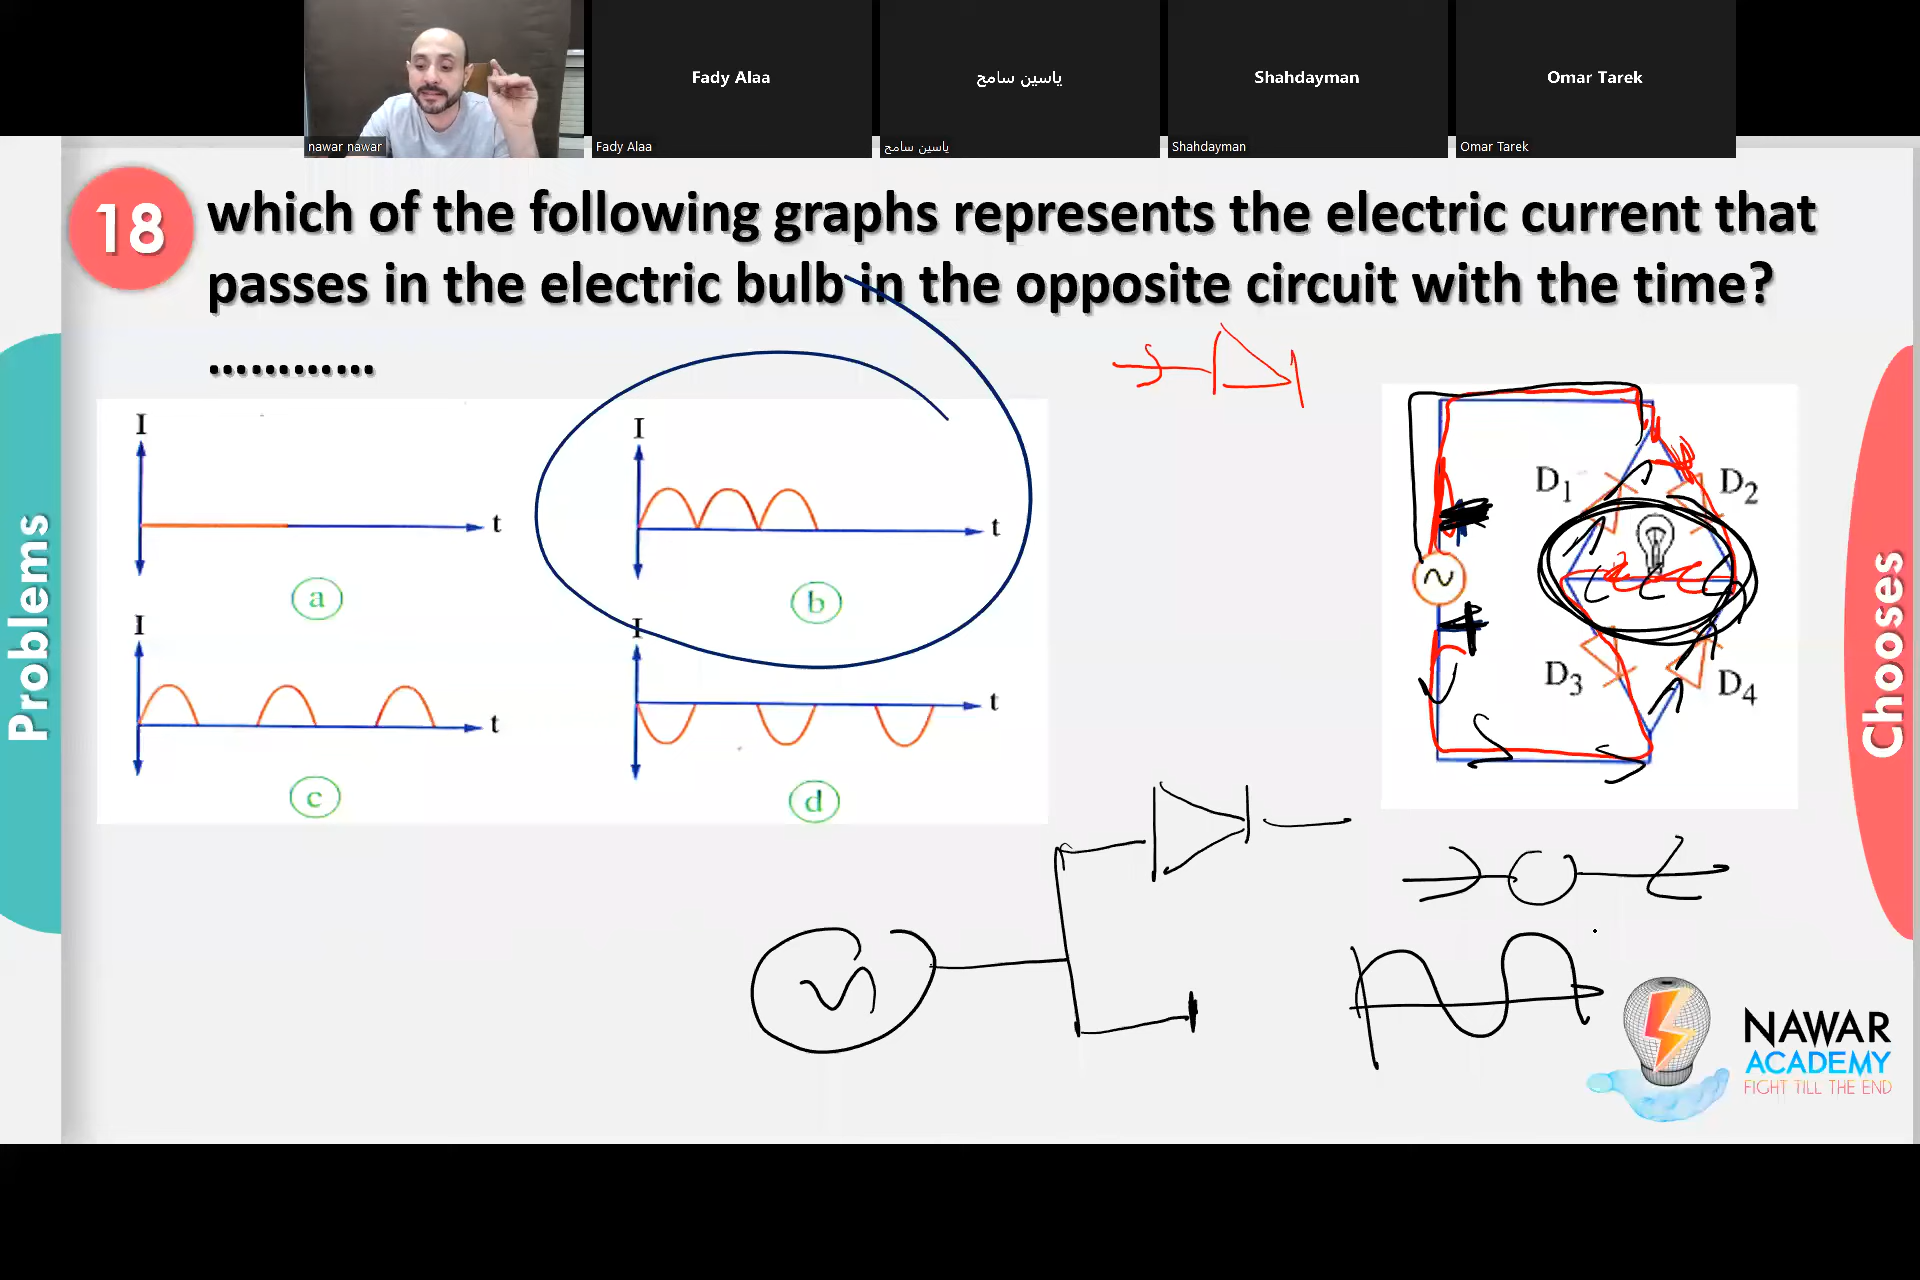 Fady Alaa
ياسين سامح
Shahdayman
Omar Tarek
nawar nawar
Fady Alaa
ياسين سامح
Shahdayman
Omar Tarek
18
which of the following graphs represents the electric current that
passes in the electric bulb in the opposite circuit with the time?
............
Problems
Chooses
I
t
a
I
t
b
I
t
c
I
t
d
D1
D2
D3
D4
~
NAWAR
ACADEMY
FIGHT TILL THE END